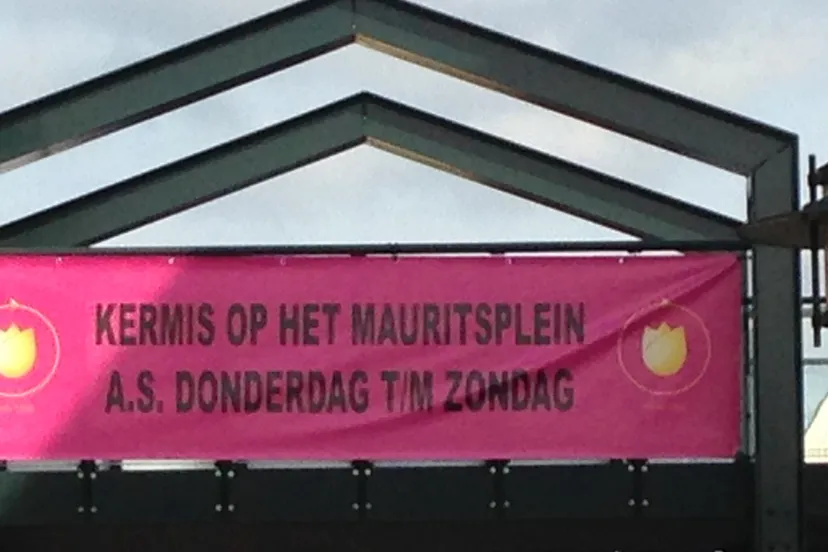 KERMIS OP HET MAURITSPLEIN
A.S. DONDERDAG T/M ZONDAG